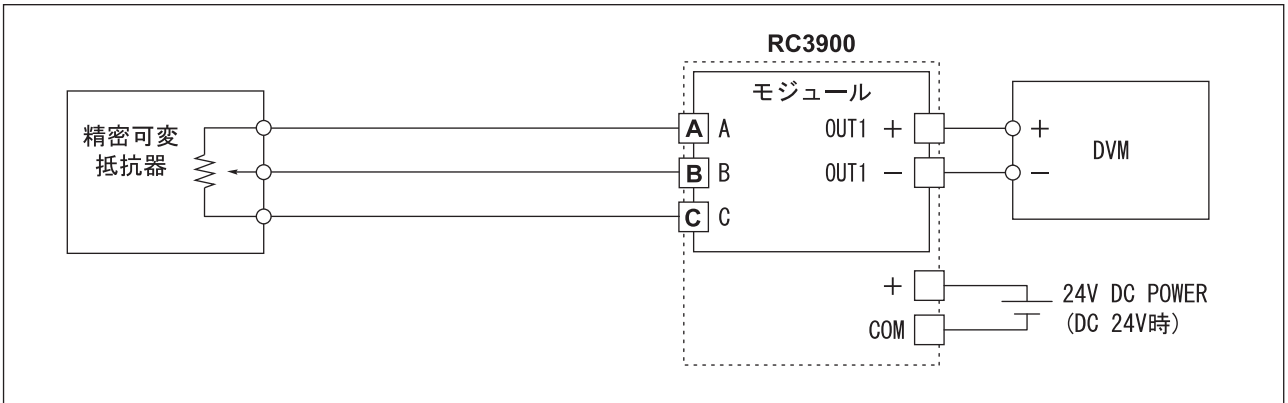 RC3900
モジュール
精密可変
抵抗器
A A OUT1 +
B B OUT1 −
C C
+
−
DVM
+
COM
24V DC POWER
(DC 24V時)